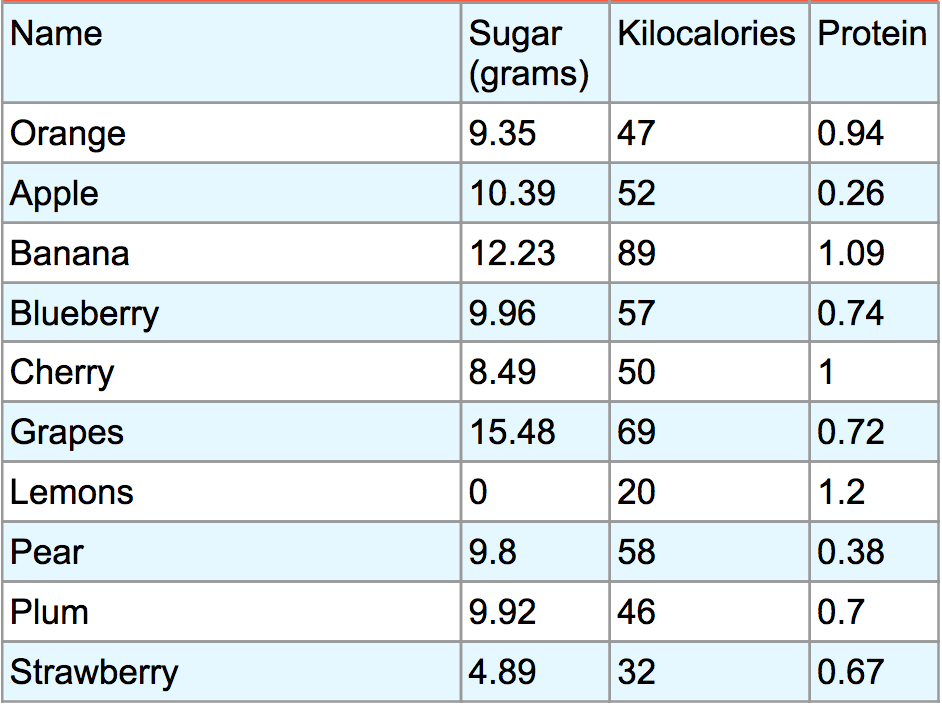 Name Sugar (grams) Kilocalories Protein
Orange 9.35 47 0.94
Apple 10.39 52 0.26
Banana 12.23 89 1.09
Blueberry 9.96 57 0.74
Cherry 8.49 50 1
Grapes 15.48 69 0.72
Lemons 0 20 1.2
Pear 9.8 58 0.38
Plum 9.92 46 0.7
Strawberry 4.89 32 0.67